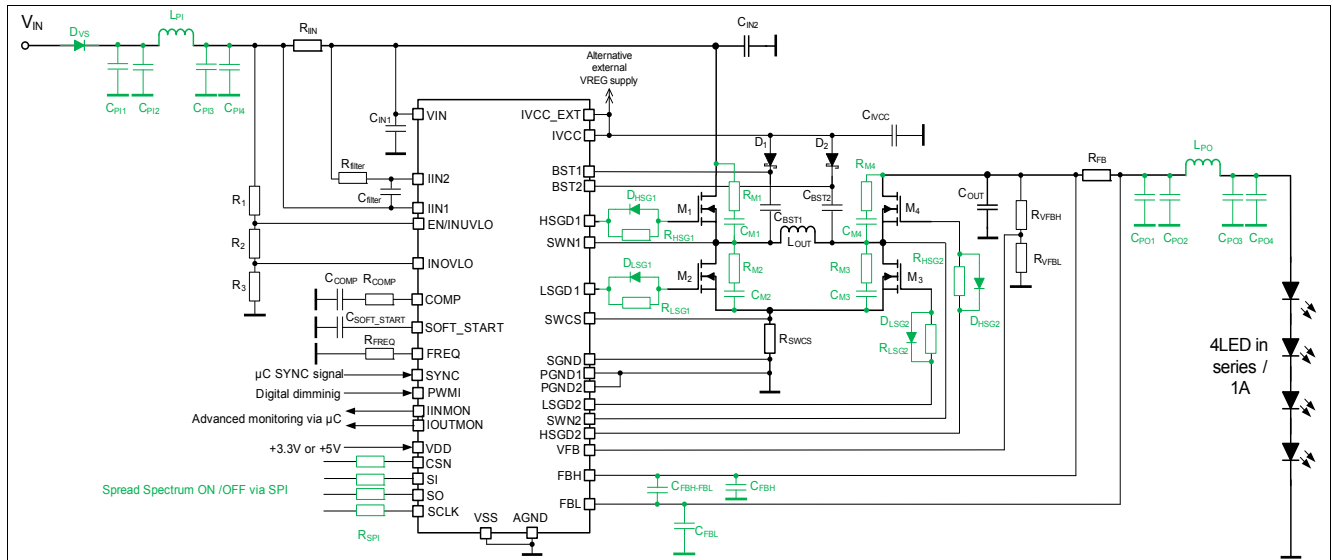 VIN
DVS
LPI
RIIN
CIN2
CPI1
CPI2
CPI3
CPI4
Alternative
external
VREG supply
CIN1
VIN
IVCC_EXT
IVCC
CIVCC
D1
D2
Rfilter
Cfilter
IIN2
IIN1
BST1
BST2
RM1
CM1
CBST1
CBST2
RM4
CM4
LPO
RFB
R1
EN/INUVLO
HSGD1
DHSG1
RHSG1
M1
M4
COUT
RVFBH
RVFBL
CPO1
CPO2
CPO3
CPO4
SWN1
LOUT
R2
INOVLO
R3
DLSG1
RLSG1
M2
RM2
CM2
RM3
CM3
M3
RHSG2
DHSG2
LSGD1
CCOMP
RCOMP
COMP
SWCS
CSOFT_START
SOFT_START
RSWCS
DLSG2
RLSG2
RFREQ
FREQ
SGND
PGND1
PGND2
µC SYNC signal
SYNC
Digital dimminig
PWMI
LSGD2
SWN2
HSGD2
VFB
4LED in
series /
1A
IINMON
Advanced monitoring via µC
IOUTMON
+3.3V or +5V
VDD
CSN
SI
SO
SCLK
Spread Spectrum ON /OFF via SPI
RSPI
FBH
FBL
CFBH-FBL
CFBH
CFBL
VSS
AGND